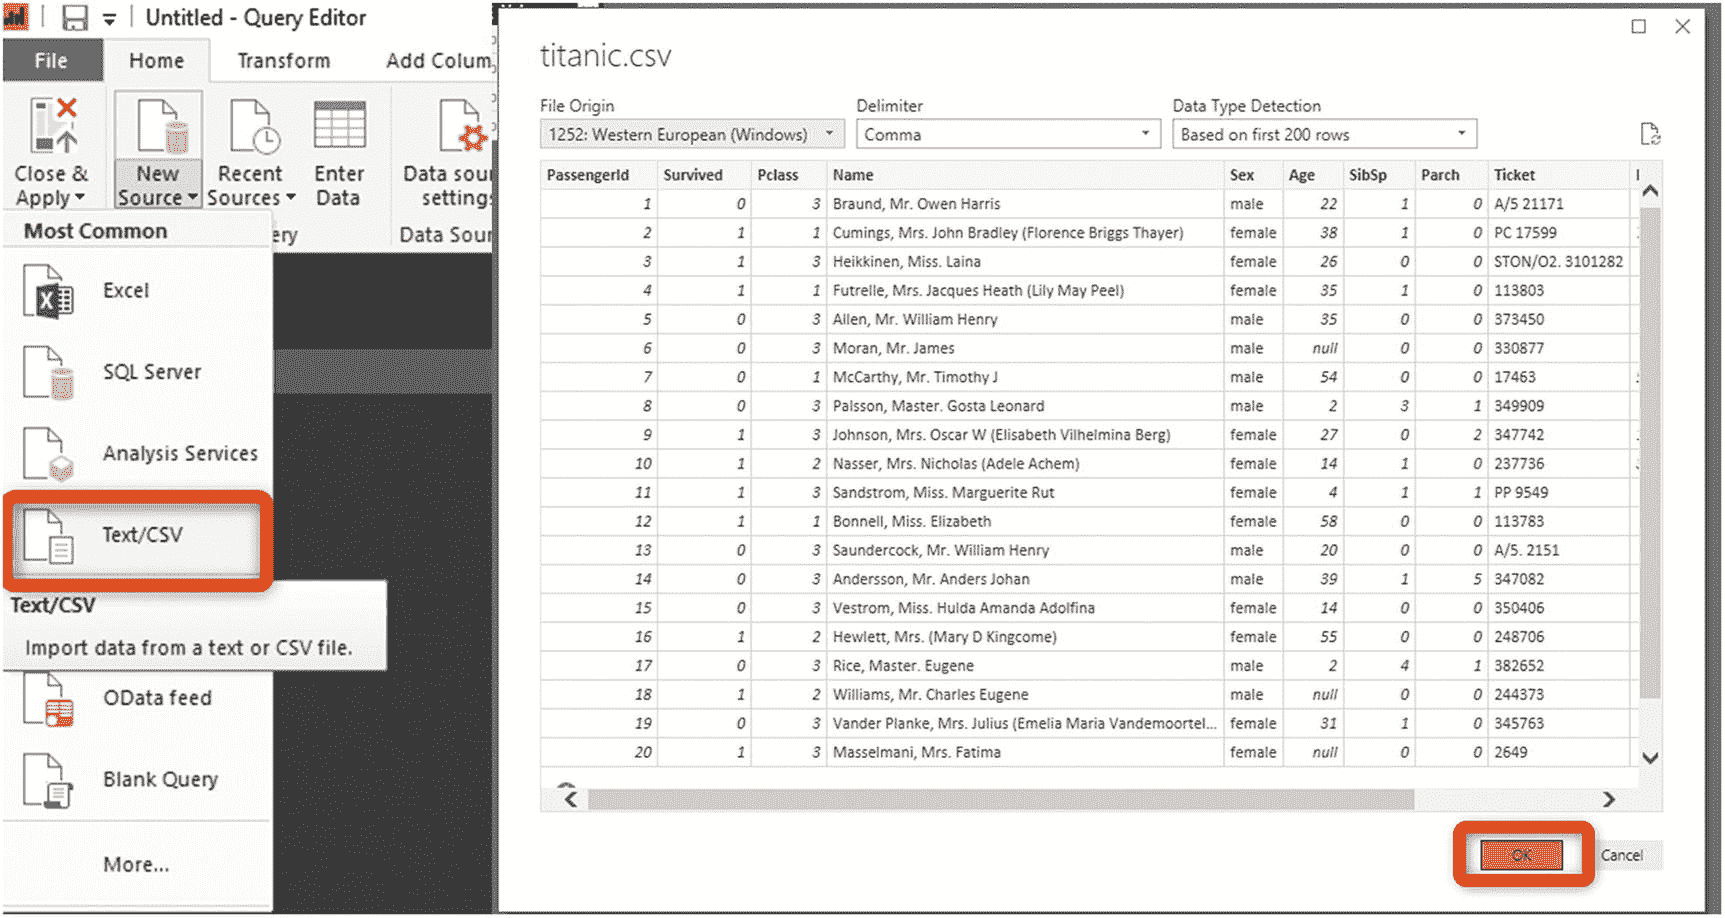 Untitled - Query Editor
File Home Transform Add Colum
Close & Apply
New Source
Recent Sources
Enter Data
Data sour settings
ery
Data Sour
Most Common
Excel
SQL Server
Analysis Services
Text/CSV
Text/CSV
Import data from a text or CSV file.
OData feed
Blank Query
More...
titanic.csv
File Origin Delimiter Data Type Detection
1252: Western European (Windows) Comma Based on first 200 rows
PassengerId Survived Pclass Name Sex Age SibSp Parch Ticket
1 0 3 Braund, Mr. Owen Harris male 22 1 0 A/5 21171
2 1 1 Cumings, Mrs. John Bradley (Florence Briggs Thayer) female 38 1 0 PC 17599
3 1 3 Heikkinen, Miss. Laina female 26 0 0 STON/O2. 3101282
4 1 1 Futrelle, Mrs. Jacques Heath (Lily May Peel) female 35 1 0 113803
5 0 3 Allen, Mr. William Henry male 35 0 0 373450
6 0 3 Moran, Mr. James male null 0 0 330877
7 0 1 McCarthy, Mr. Timothy J male 54 0 0 17463
8 0 3 Palsson, Master. Gosta Leonard male 2 3 1 349909
9 1 3 Johnson, Mrs. Oscar W (Elisabeth Vilhelmina Berg) female 27 0 2 347742
10 1 2 Nasser, Mrs. Nicholas (Adele Achem) female 14 1 0 237736
11 1 3 Sandstrom, Miss. Marguerite Rut female 4 1 1 PP 9549
12 1 1 Bonnell, Miss. Elizabeth female 58 0 0 113783
13 0 3 Saundercock, Mr. William Henry male 20 0 0 A/5. 2151
14 0 3 Andersson, Mr. Anders Johan male 39 1 5 347082
15 0 3 Vestrom, Miss. Hulda Amanda Adolfina female 14 0 0 350406
16 1 2 Hewlett, Mrs. (Mary D Kingcome) female 55 0 0 248706
17 0 3 Rice, Master. Eugene male 2 4 1 382652
18 1 2 Williams, Mr. Charles Eugene male null 0 0 244373
19 0 3 Vander Planke, Mrs. Julius (Emelia Maria Vandemoortel... female 31 1 0 345763
20 1 3 Masselmani, Mrs. Fatima female null 0 0 2649
OK Cancel